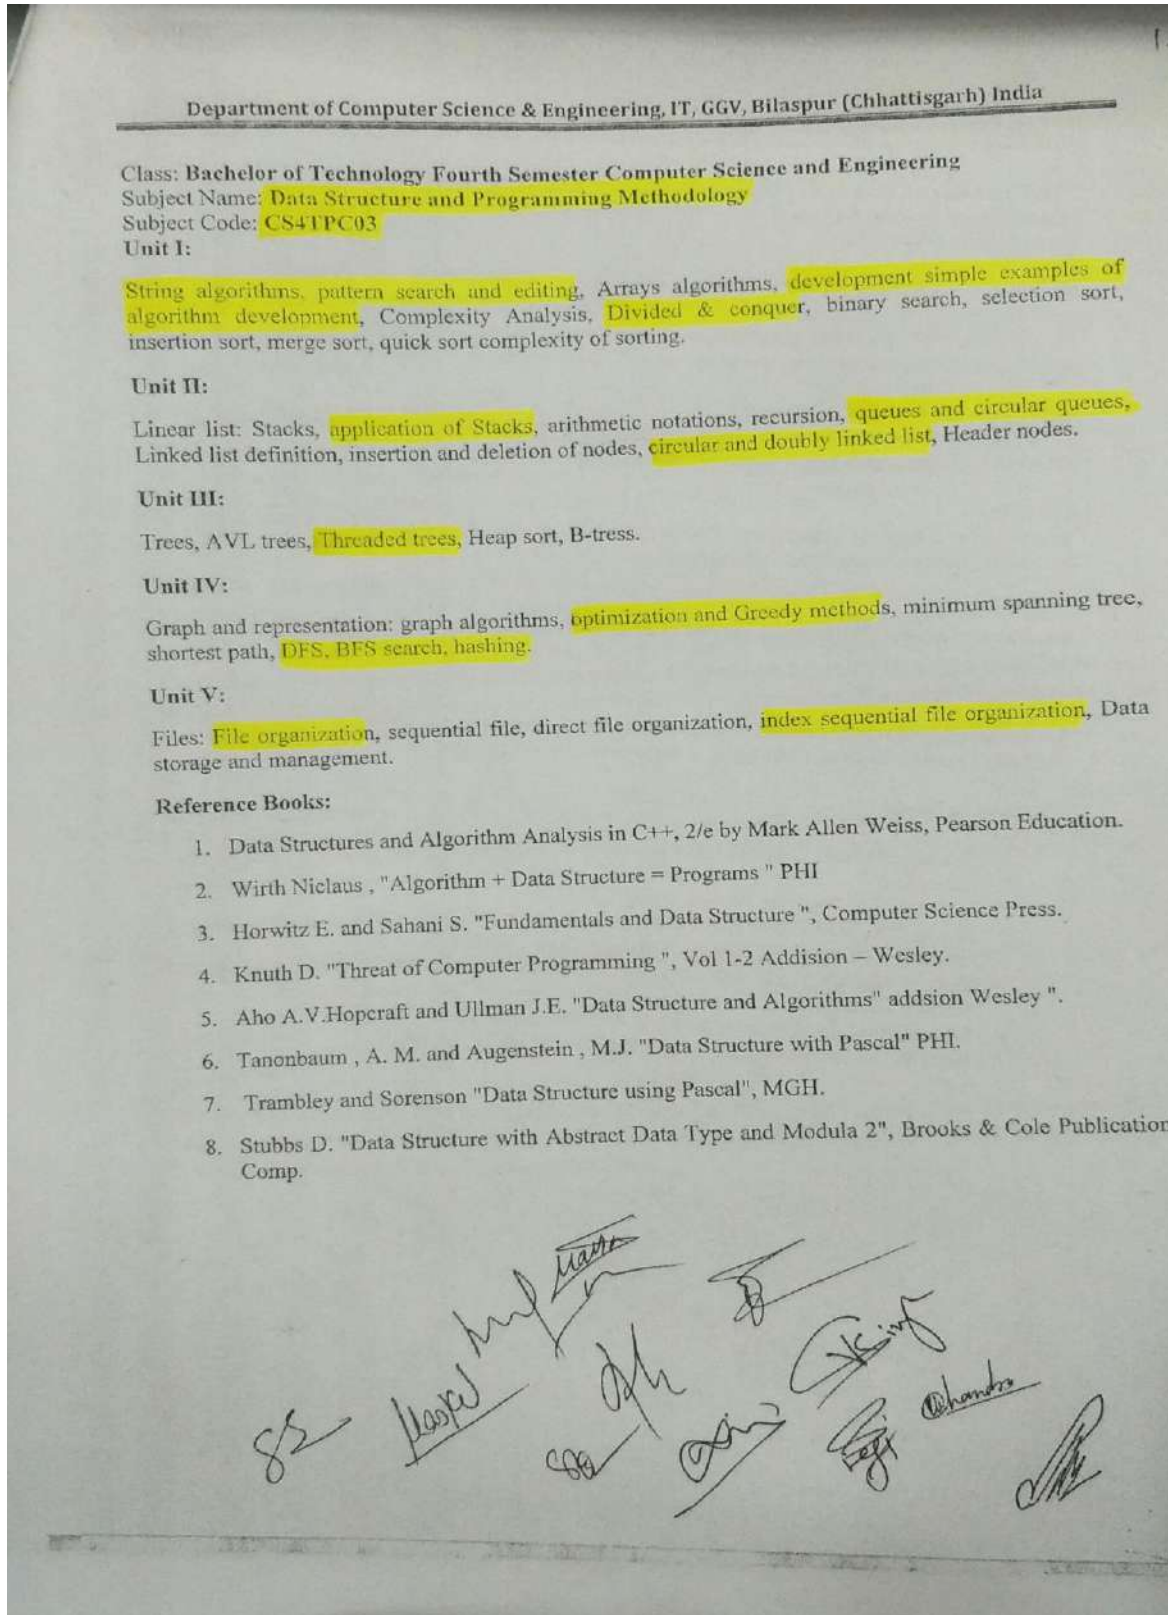 Department of Computer Science & Engineering, IT, GGV, Bilaspur (Chhattisgarh) India
Class: Bachelor of Technology Fourth Semester Computer Science and Engineering
Subject Name: Data Structure and Programming Methodology
Subject Code: CS4TPC03
Unit I:
String algorithms, pattern search and editing, Arrays algorithms, development simple examples of
algorithm development, Complexity Analysis, Divided & conquer, binary search, selection sort,
insertion sort, merge sort, quick sort complexity of sorting.
Unit II:
Linear list: Stacks, application of Stacks, arithmetic notations, recursion, queues and circular queues,
Linked list definition, insertion and deletion of nodes, circular and doubly linked list, Header nodes.
Unit III:
Trees, AVL trees, Threaded trees, Heap sort, B-tress.
Unit IV:
Graph and representation: graph algorithms, optimization and Greedy methods, minimum spanning tree,
shortest path, DFS, BFS search, hashing.
Unit V:
Files: File organization, sequential file, direct file organization, index sequential file organization, Data
storage and management.
Reference Books:
1. Data Structures and Algorithm Analysis in C++, 2/e by Mark Allen Weiss, Pearson Education.
2. Wirth Niclaus , "Algorithm + Data Structure = Programs " PHI
3. Horwitz E. and Sahani S. "Fundamentals and Data Structure ", Computer Science Press.
4. Knuth D. "Threat of Computer Programming ", Vol 1-2 Addision – Wesley.
5. Aho A.V.Hopcraft and Ullman J.E. "Data Structure and Algorithms" addsion Wesley ".
6. Tanonbaum , A. M. and Augenstein , M.J. "Data Structure with Pascal" PHI.
7. Trambley and Sorenson "Data Structure using Pascal", MGH.
8. Stubbs D. "Data Structure with Abstract Data Type and Modula 2", Brooks & Cole Publication
Comp.